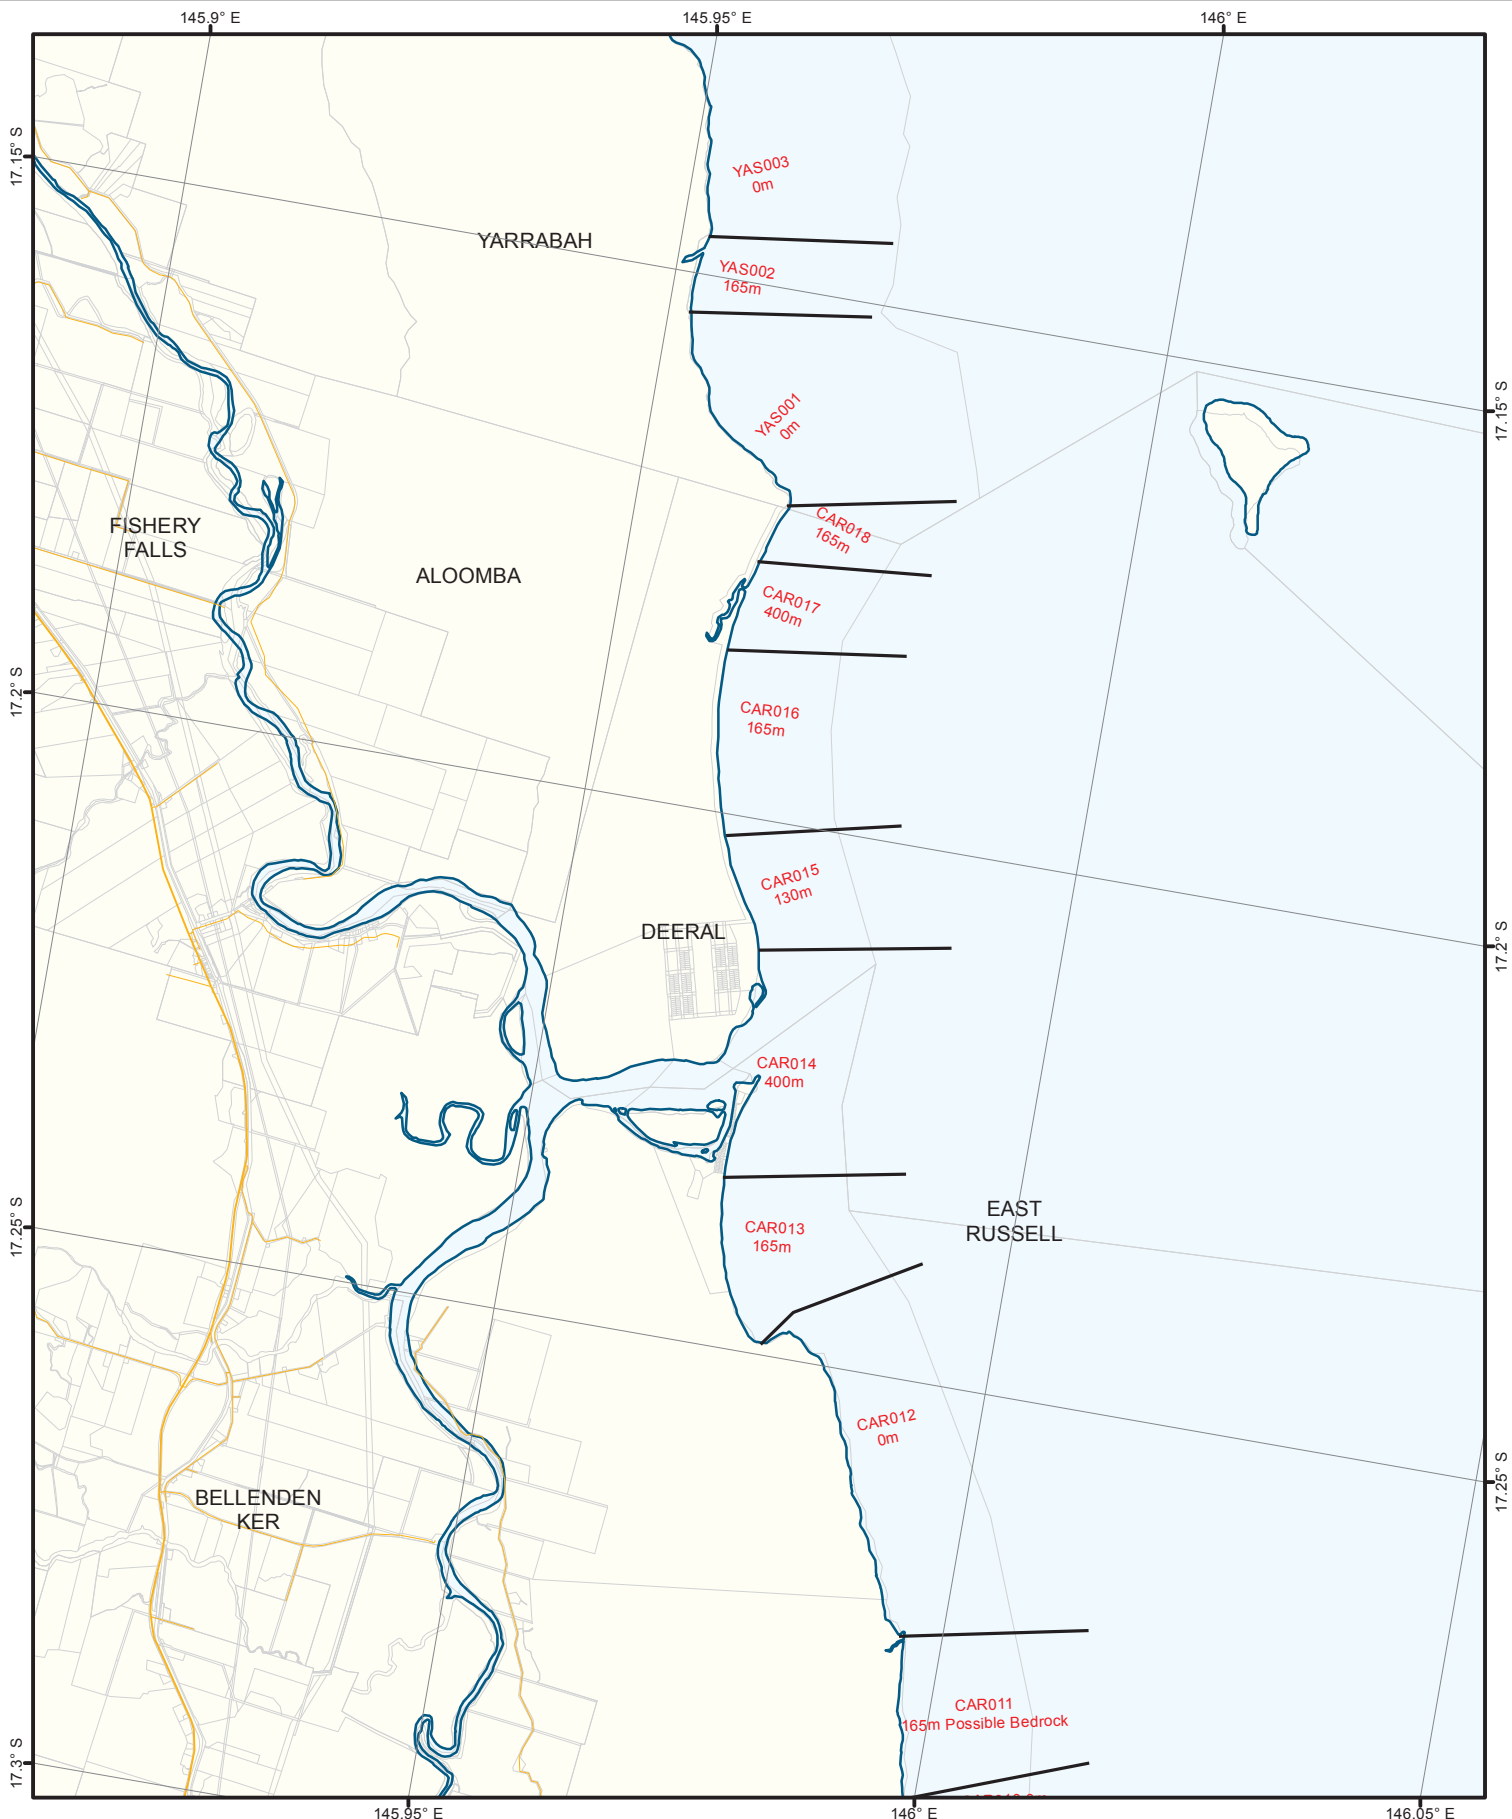 145.9° E
145.95° E
146° E
17.15° S
YAS003
0m
YARRABAH
YAS002
165m
YAS001
0m
17.15° S
CAR018
165m
FISHERY
FALLS
ALOOMBA
CAR017
400m
17.2° S
CAR016
165m
CAR015
130m
DEERAL
17.2° S
CAR014
400m
17.25° S
EAST
RUSSELL
CAR013
165m
CAR012
0m
17.25° S
BELLENDEN
KER
CAR011
165m Possible Bedrock
17.3° S
145.95° E
146° E
146.05° E